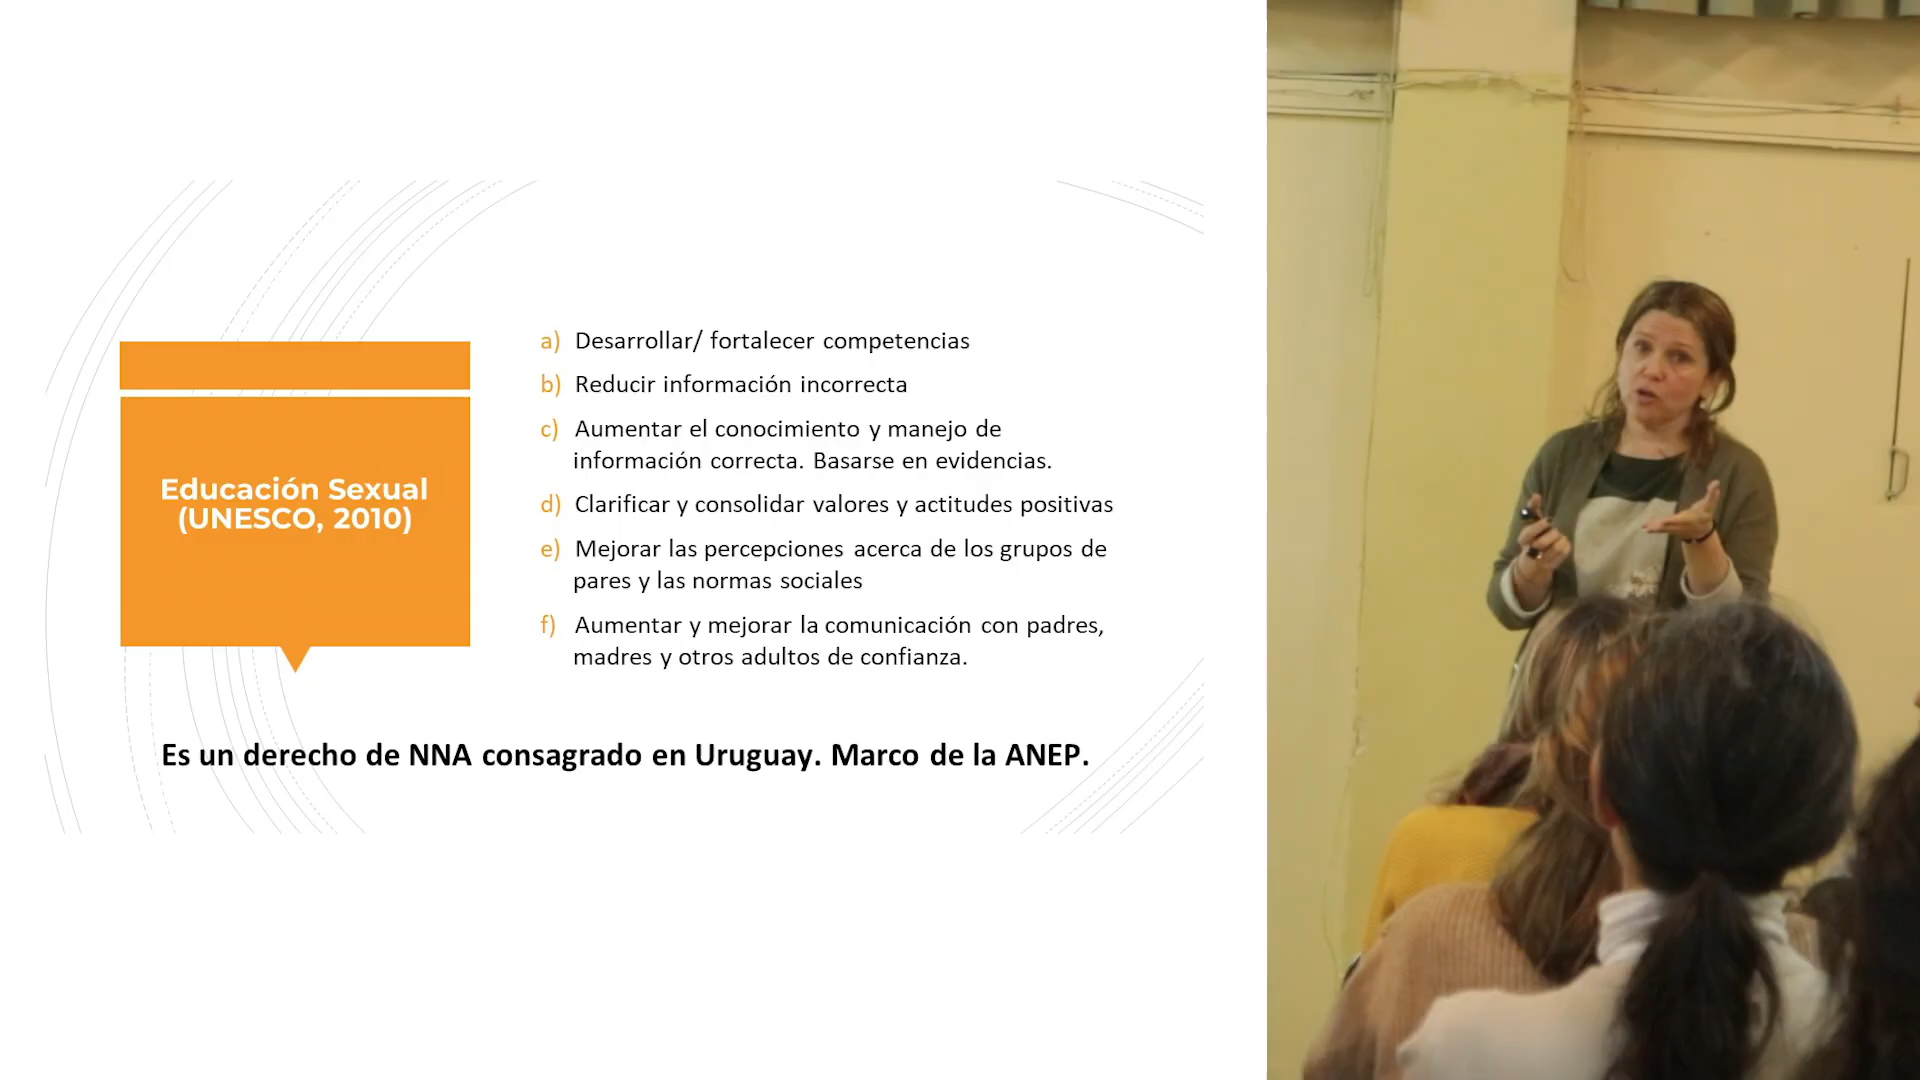 Educación Sexual
(UNESCO, 2010)
a) Desarrollar/ fortalecer competencias
b) Reducir información incorrecta
c) Aumentar el conocimiento y manejo de
información correcta. Basarse en evidencias.
d) Clarificar y consolidar valores y actitudes positivas
e) Mejorar las percepciones acerca de los grupos de
pares y las normas sociales
f) Aumentar y mejorar la comunicación con padres,
madres y otros adultos de confianza.
Es un derecho de NNA consagrado en Uruguay. Marco de la ANEP.